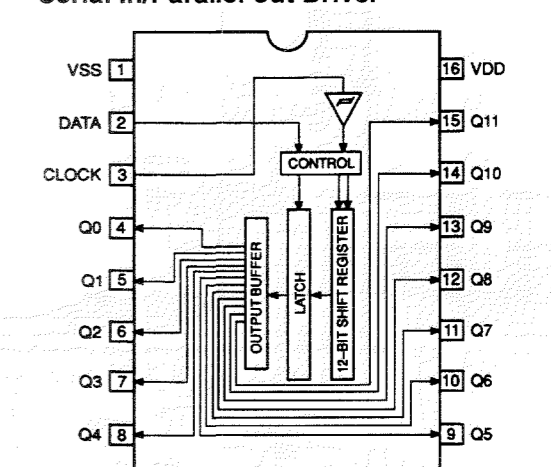 Serial In/Parallel Out Driver
VSS 1
16 VDD
DATA 2
15 Q11
CLOCK 3
CONTROL
14 Q10
Q0 4
13 Q9
Q1 5
12 Q8
OUTPUT BUFFER
LATCH
12-BIT SHIFT REGISTER
Q2 6
11 Q7
Q3 7
10 Q6
Q4 8
9 Q5